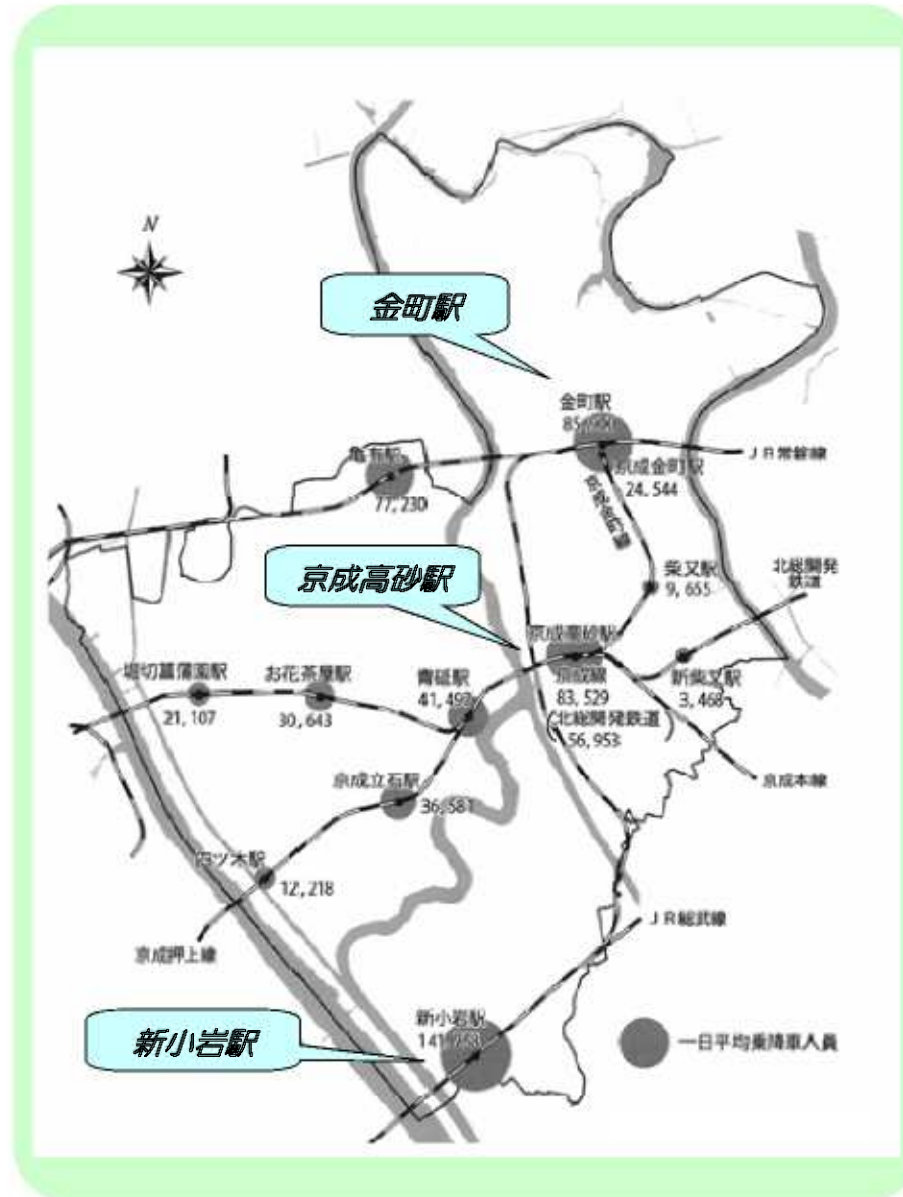 N
金町駅
金町駅
ＪＲ常磐線
亀有駅
京成金町駅
77,230
24,544
京成金町線
京成高砂駅
柴又駅
9,655
北総開発
鉄道
京成高砂駅
堀切菖蒲園駅
お花茶屋駅
青砥駅
京成線
新柴又駅
21,107
30,643
41,497
83,529
3,468
(北総開発鉄道)
56,953
京成立石駅
京成本線
36,581
四ツ木駅
12,218
ＪＲ総武線
京成押上線
新小岩駅
新小岩駅
一日平均乗降車人員